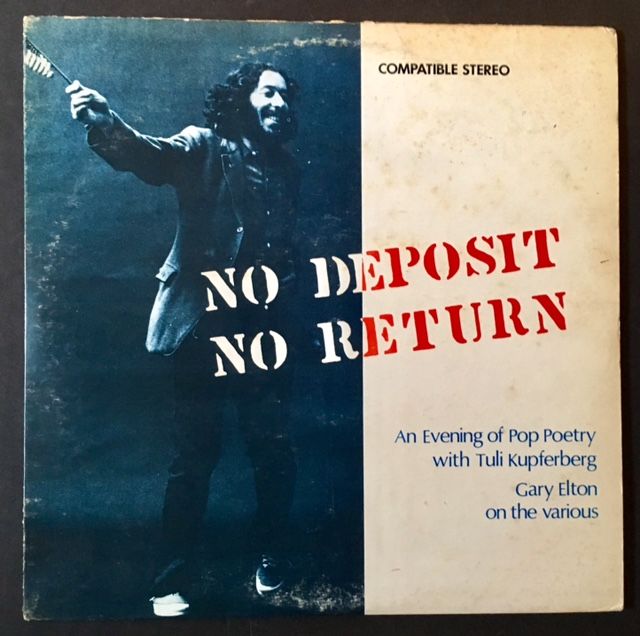 COMPATIBLE STEREO
NO DEPOSIT
NO RETURN
An Evening of Pop Poetry
with Tuli Kupferberg
Gary Elton
on the various